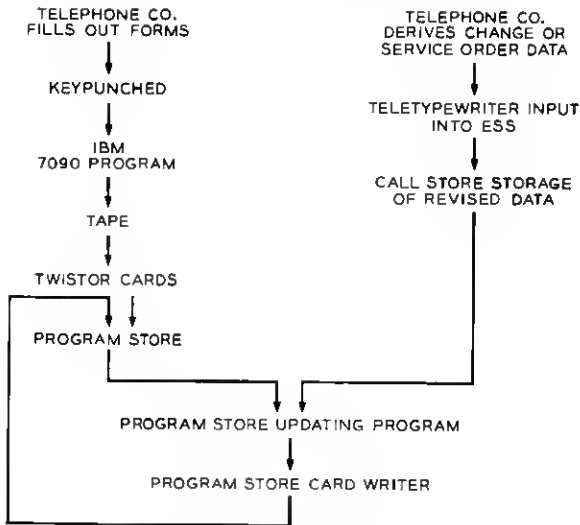 TELEPHONE CO.
FILLS OUT FORMS
KEYPUNCHED
IBM
7090 PROGRAM
TAPE
TWISTOR CARDS
PROGRAM STORE
TELEPHONE CO.
DERIVES CHANGE OR
SERVICE ORDER DATA
TELETYPEWRITER INPUT
INTO ESS
CALL STORE STORAGE
OF REVISED DATA
PROGRAM STORE UPDATING PROGRAM
PROGRAM STORE CARD WRITER